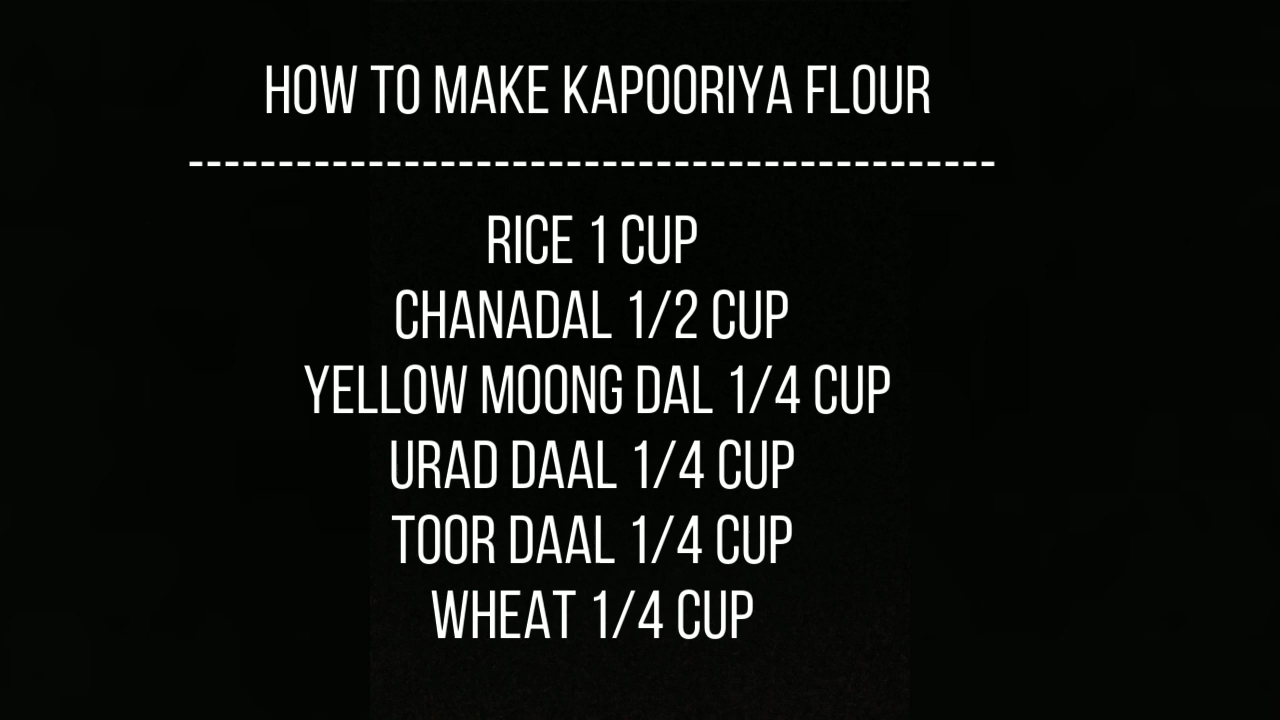 HOW TO MAKE KAPOORIYA FLOUR
---------------------------------------------
RICE 1 CUP
CHANADAL 1/2 CUP
YELLOW MOONG DAL 1/4 CUP
URAD DAAL 1/4 CUP
TOOR DAAL 1/4 CUP
WHEAT 1/4 CUP